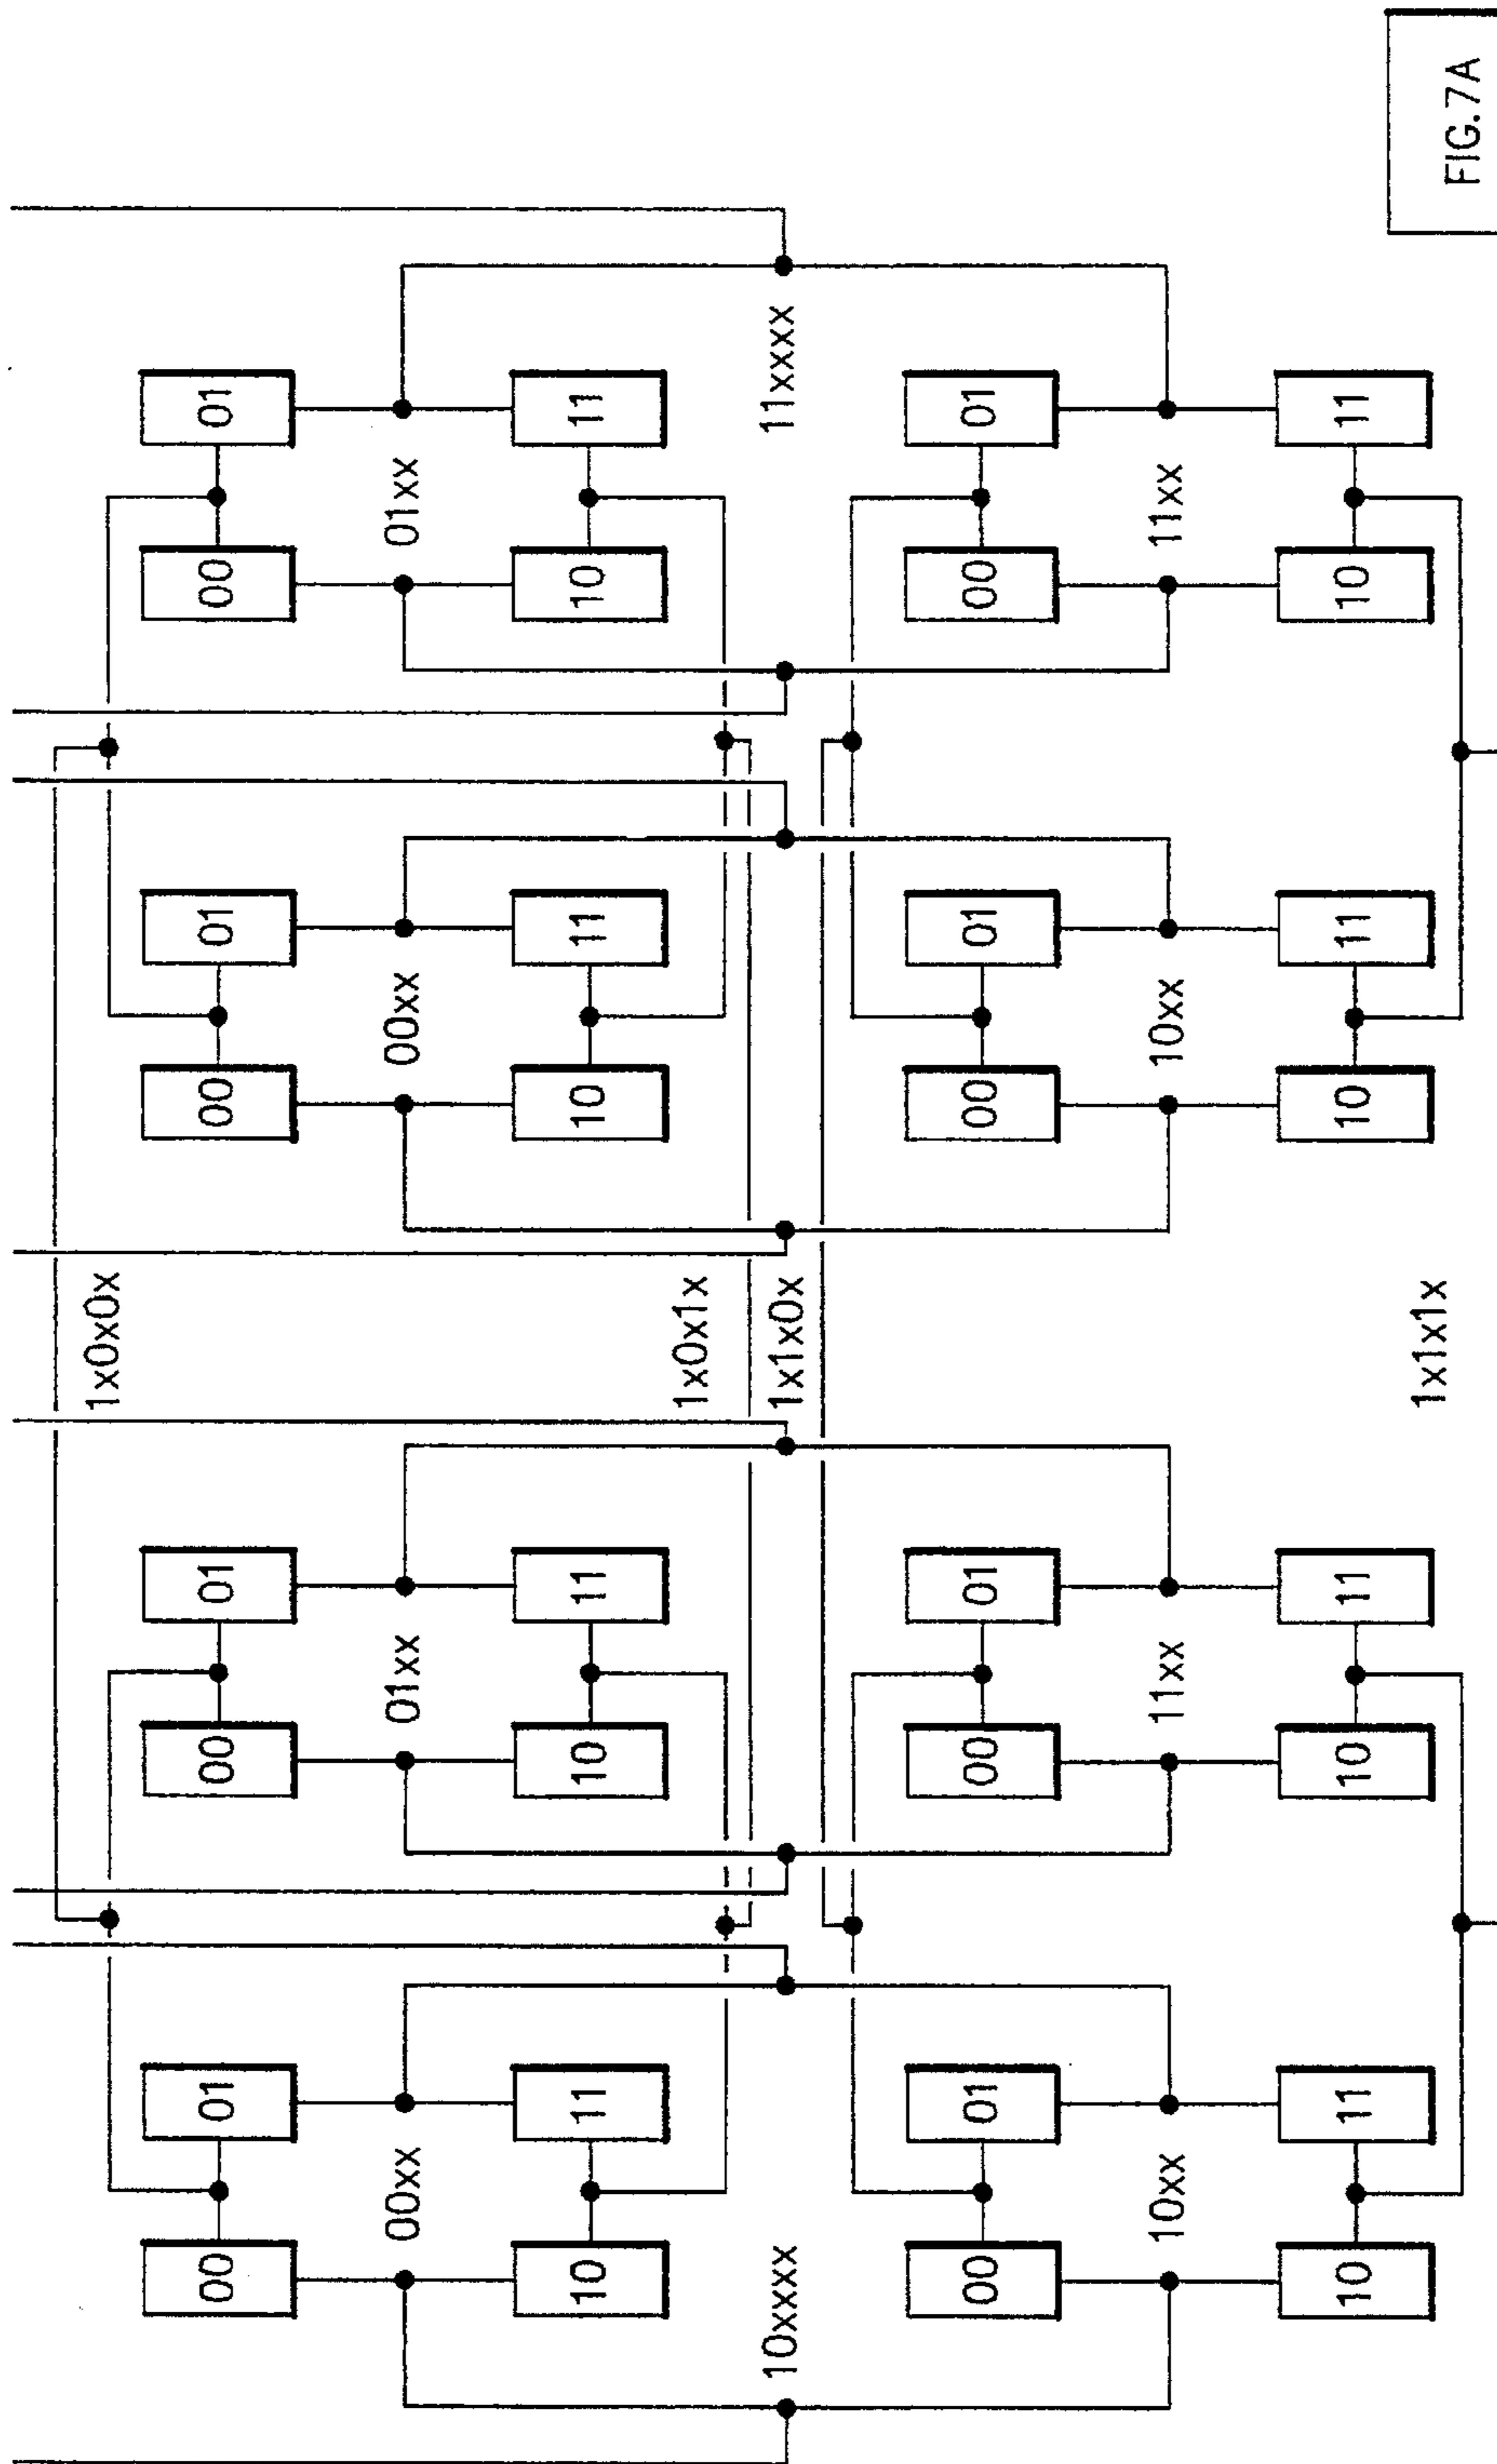 1x0x0x
00 01 00 01 00 01 00 01
00xx 01xx 00xx 01xx
10 11 10 11 10 11 10 11
1x0x1x
10xxxx 1x1x0x 11xxxx
00 01 00 01 00 01 00 01
10xx 11xx 10xx 11xx
10 11 10 11 10 11 10 11
1x1x1x
FIG.7A